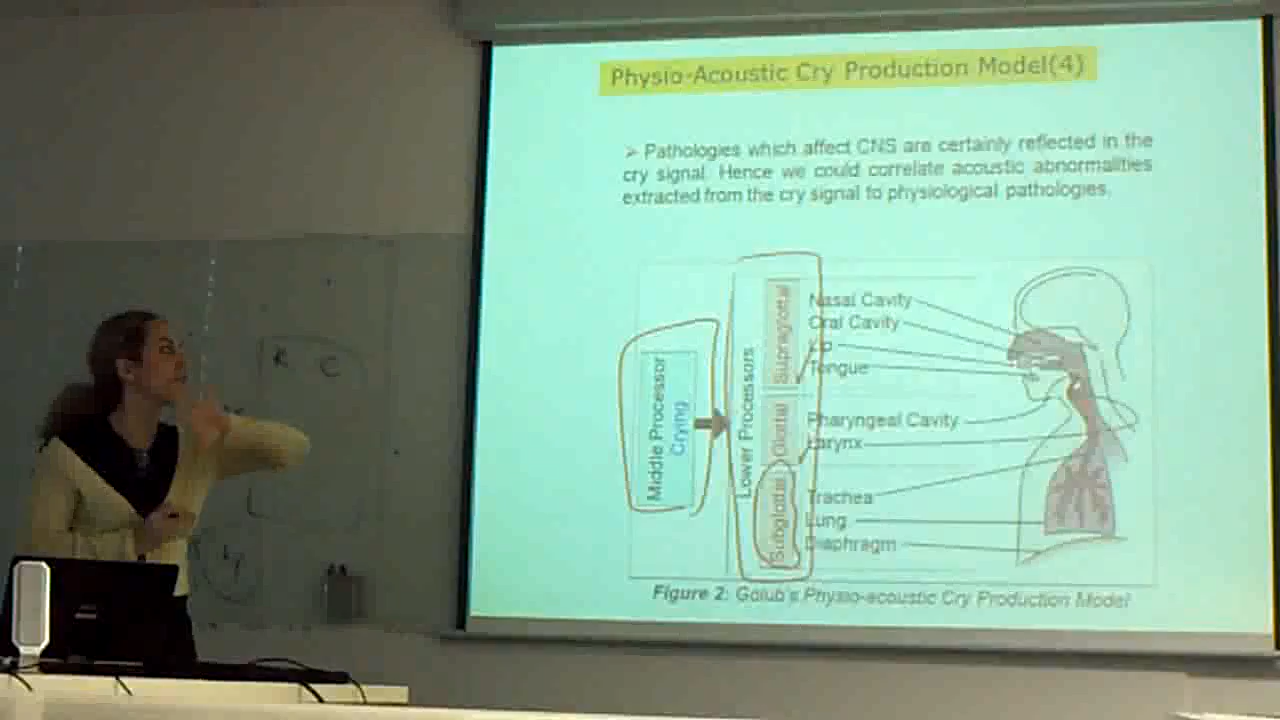 Physio-Acoustic Cry Production Model(4)
➢ Pathologies which affect CNS are certainly reflected in the
cry signal. Hence we could correlate acoustic abnormalities
extracted from the cry signal to physiological pathologies.
Middle Processor
Crying
Lower Processors
Supraglottal
Glottal
Subglottal
Nasal Cavity
Oral Cavity
Lip
Tongue
Pharyngeal Cavity
Larynx
Trachea
Lung
Diaphragm
Figure 2: Golub's Physio-acoustic Cry Production Model
R C